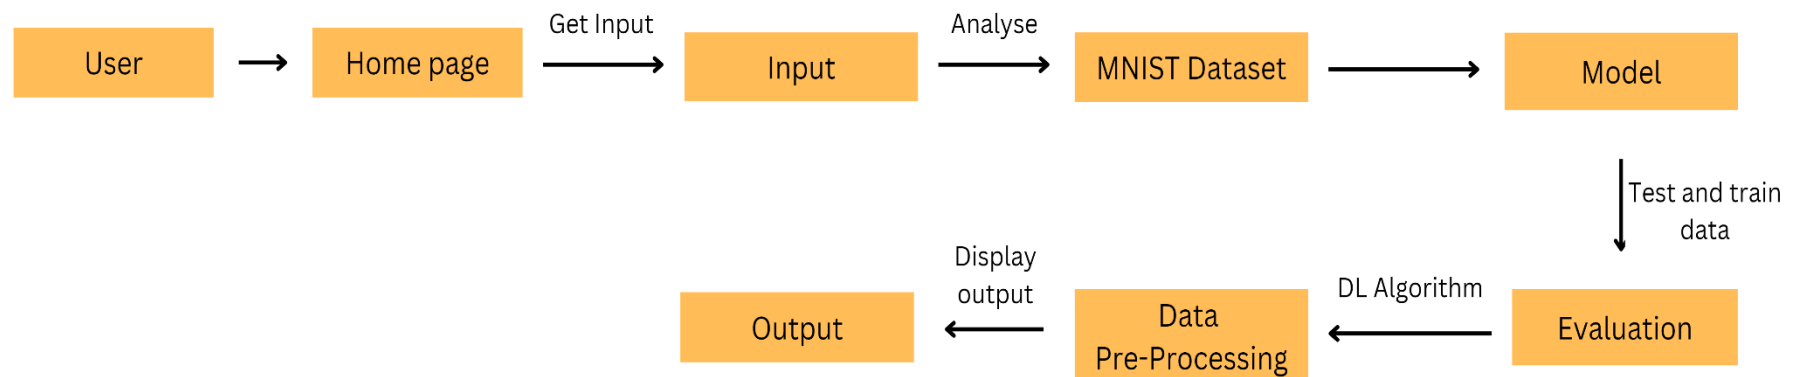 User
Home page
Get Input
Input
Analyse
MNIST Dataset
Model
Test and train
data
Evaluation
DL Algorithm
Data
Pre-Processing
Display
output
Output